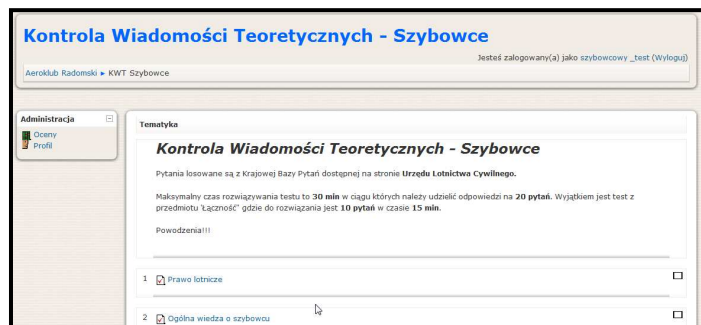 Kontrola Wiadomości Teoretycznych - Szybowce
Jesteś zalogowany(a) jako szybowcowy _test (Wyloguj)
Aeroklub Radomski ► KWT Szybowce
Administracja
Oceny
Profil
Tematyka
Kontrola Wiadomości Teoretycznych - Szybowce
Pytania losowane są z Krajowej Bazy Pytań dostępnej na stronie Urzędu Lotnictwa Cywilnego.
Maksymalny czas rozwiązywania testu to 30 min w ciągu których należy udzielić odpowiedzi na 20 pytań. Wyjątkiem jest test z
przedmiotu 'Łączność" gdzie do rozwiązania jest 10 pytań w czasie 15 min.
Powodzenia!!!
1 Prawo lotnicze
2 Ogólna wiedza o szybowcu